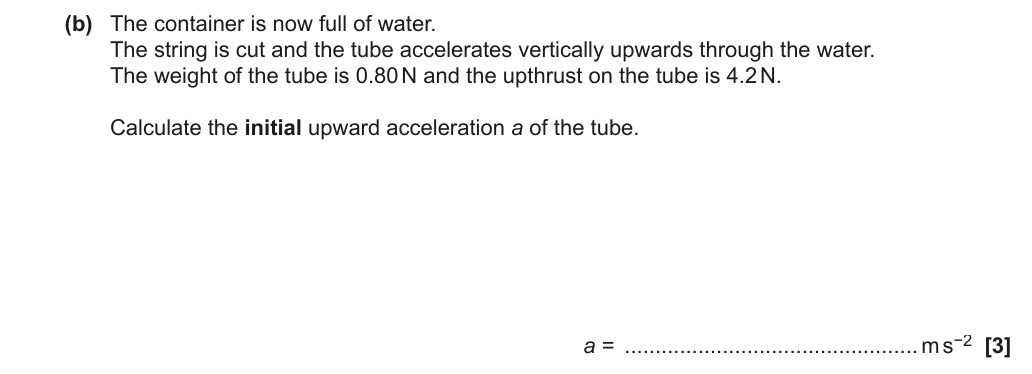 (b) The container is now full of water.
The string is cut and the tube accelerates vertically upwards through the water.
The weight of the tube is 0.80 N and the upthrust on the tube is 4.2 N.
Calculate the initial upward acceleration a of the tube.
a = ................................................ m s⁻² [3]